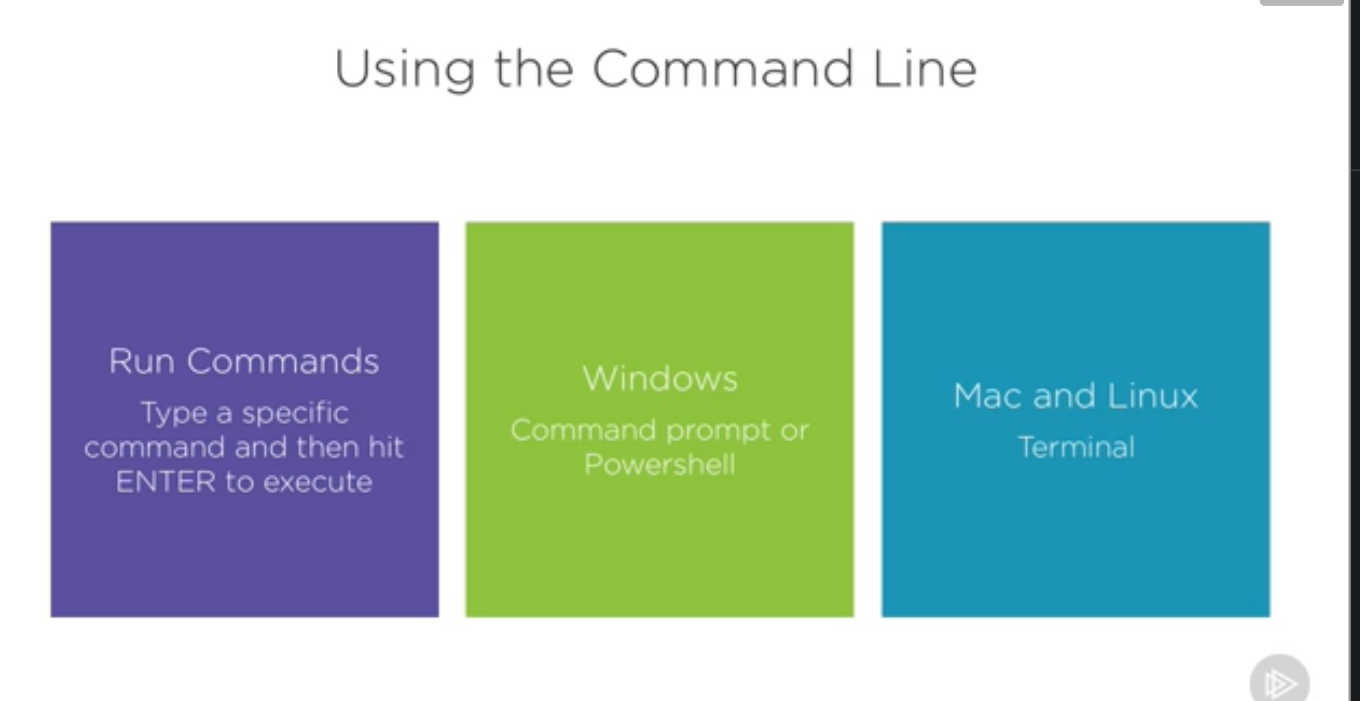 Using the Command Line
Run Commands
Type a specific
command and then hit
ENTER to execute
Windows
Command prompt or
Powershell
Mac and Linux
Terminal